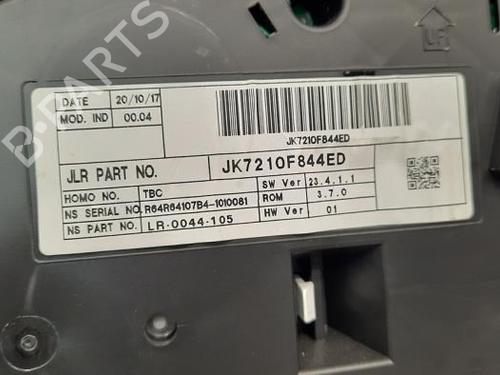 B-PARTS
UP
DATE 20/10/17
MOD. IND 00.04
JK7210F844ED
JLR PART NO. JK7210F844ED
HOMO NO. TBC SW Ver 23.4.1.1
NS SERIAL NO. R64R64107B4-1010081 ROM 3.7.0
NS PART NO. LR-0044-105 HW Ver 01